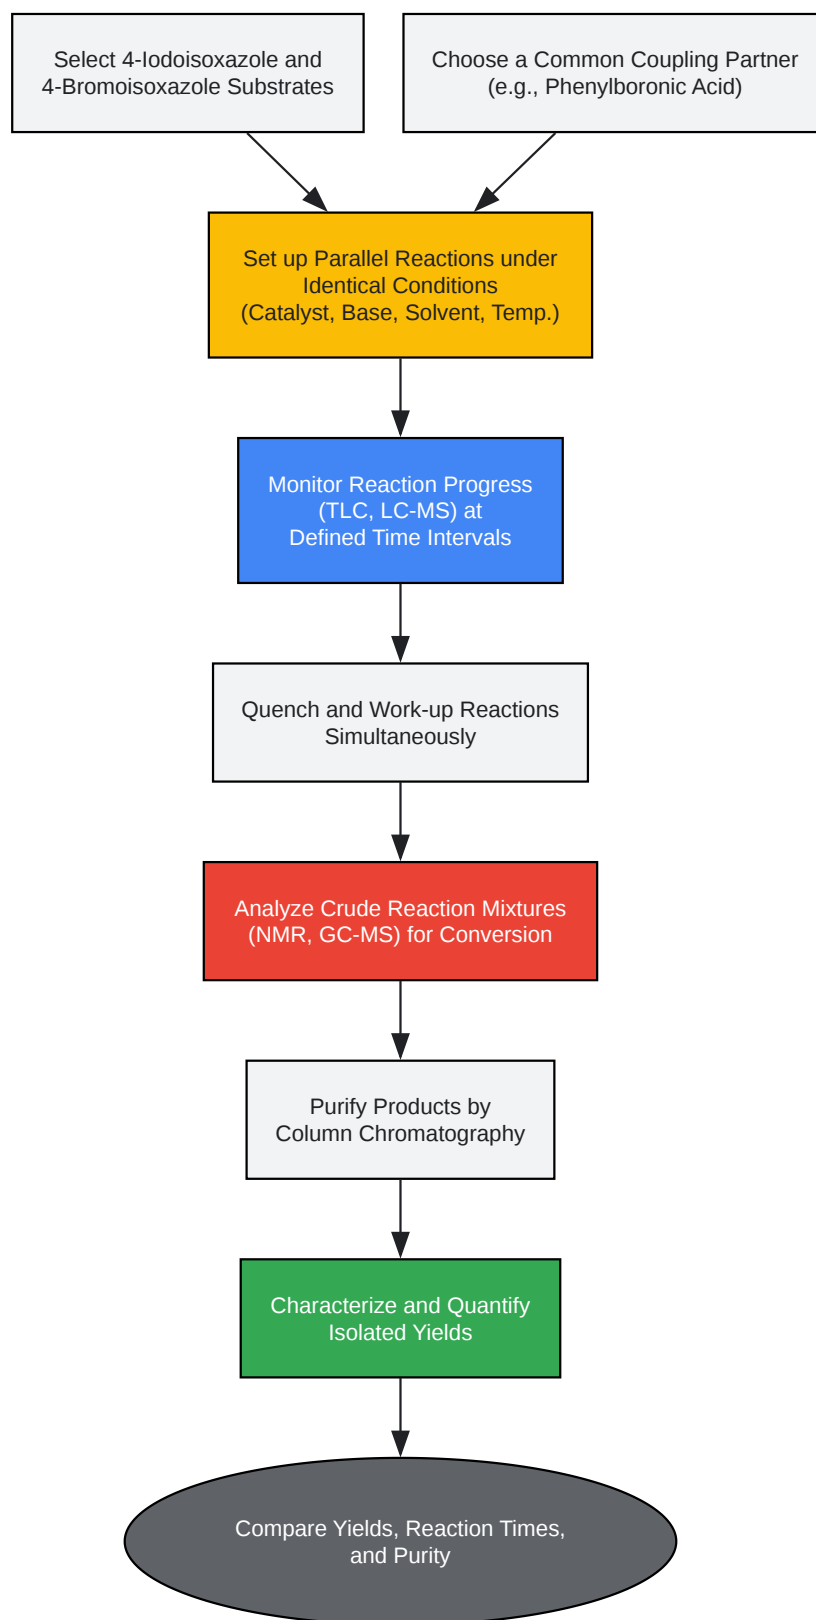 Select 4-Iodoisoxazole and
4-Bromoisoxazole Substrates
Choose a Common Coupling Partner
(e.g., Phenylboronic Acid)
Set up Parallel Reactions under
Identical Conditions
(Catalyst, Base, Solvent, Temp.)
Monitor Reaction Progress
(TLC, LC-MS) at
Defined Time Intervals
Quench and Work-up Reactions
Simultaneously
Analyze Crude Reaction Mixtures
(NMR, GC-MS) for Conversion
Purify Products by
Column Chromatography
Characterize and Quantify
Isolated Yields
Compare Yields, Reaction Times,
and Purity